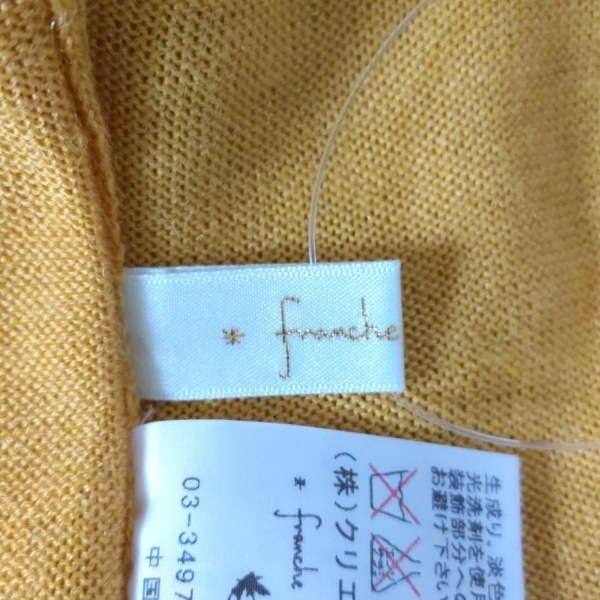 * franche
生成り、淡色
光洗剤を使用
装飾部分への
お避け下さい
(株)クリエ
* franche
03-3497
中国